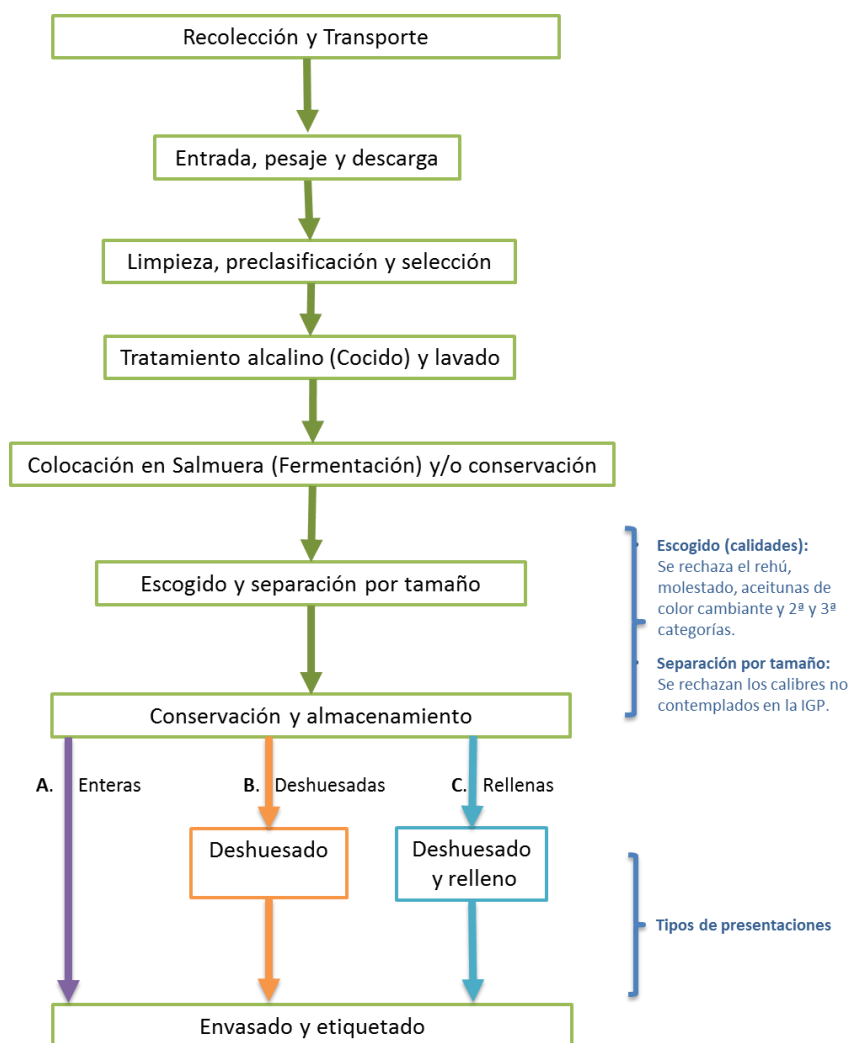 Recolección y Transporte
Entrada, pesaje y descarga
Limpieza, preclasificación y selección
Tratamiento alcalino (Cocido) y lavado
Colocación en Salmuera (Fermentación) y/o conservación
Escogido y separación por tamaño
Escogido (calidades):
Se rechaza el rehú,
molestado, aceitunas de
color cambiante y 2ª y 3ª
categorías.
Separación por tamaño:
Se rechazan los calibres no
contemplados en la IGP.
Conservación y almacenamiento
A. Enteras
B. Deshuesadas
C. Rellenas
Deshuesado
Deshuesado
y relleno
Tipos de presentaciones
Envasado y etiquetado